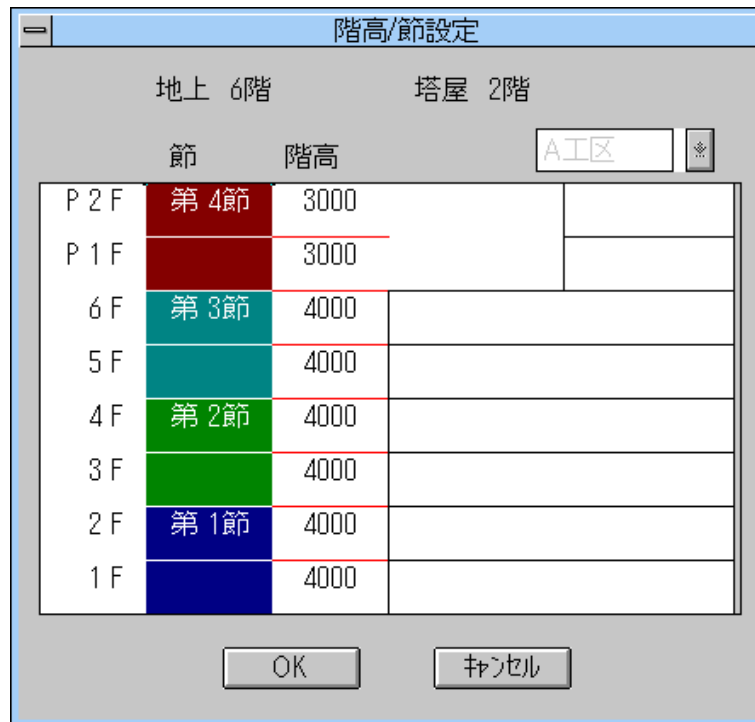 階高/節設定
地上 6階 塔屋 2階
A工区
節 階高
P2F 第 4節 3000
P1F 3000
6F 第 3節 4000
5F 4000
4F 第 2節 4000
3F 4000
2F 第 1節 4000
1F 4000
OK キャンセル